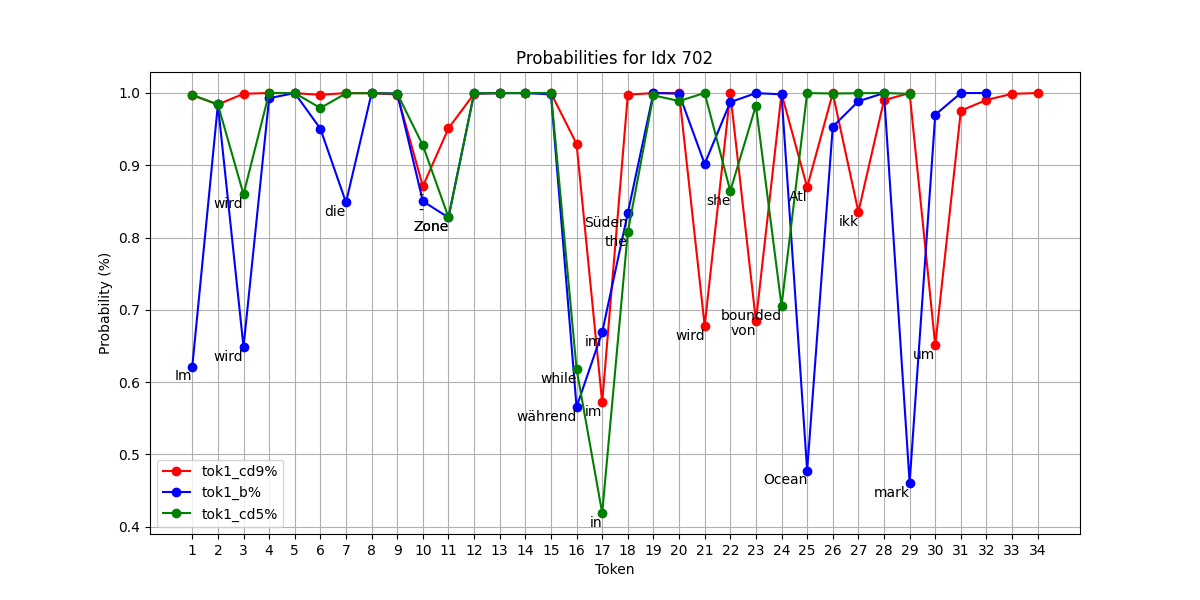 Probabilities for Idx 702
Probability (%)
1.0
0.9
0.8
0.7
0.6
0.5
0.4
Im
wird
wird
die
-
Zone
während
while
im
im
in
Süden
the
wird
she
bounded
von
Atl
Ocean
ikk
mark
um
tok1_cd9%
tok1_b%
tok1_cd5%
1 2 3 4 5 6 7 8 9 10 11 12 13 14 15 16 17 18 19 20 21 22 23 24 25 26 27 28 29 30 31 32 33 34
Token